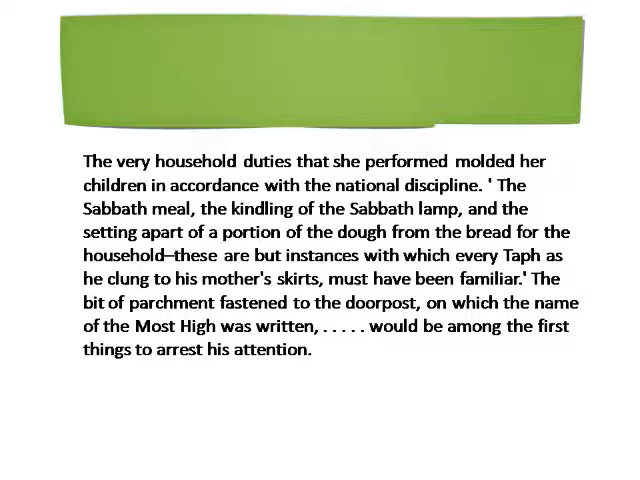 The very household duties that she performed molded her
children in accordance with the national discipline. ' The
Sabbath meal, the kindling of the Sabbath lamp, and the
setting apart of a portion of the dough from the bread for the
household–these are but instances with which every Taph as
he clung to his mother's skirts, must have been familiar.' The
bit of parchment fastened to the doorpost, on which the name
of the Most High was written, . . . . . would be among the first
things to arrest his attention.